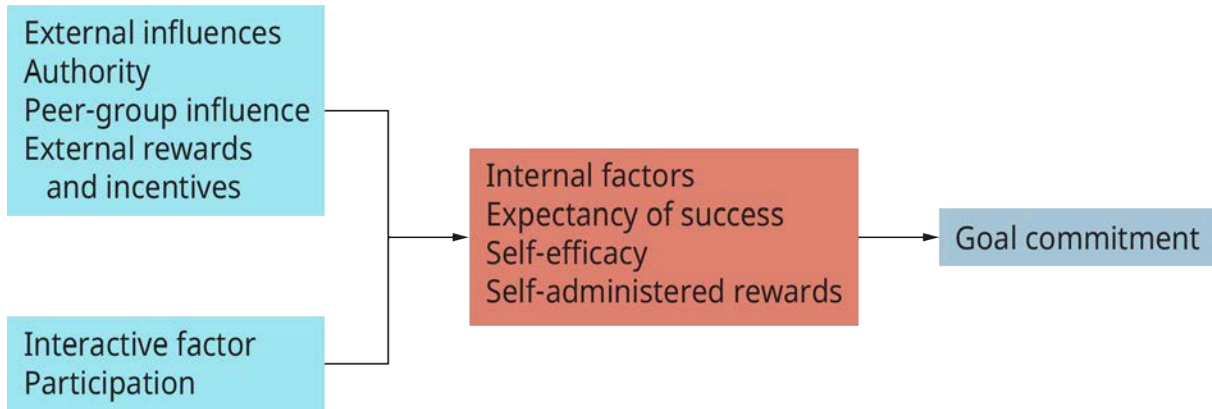 External influences
Authority
Peer-group influence
External rewards
and incentives
Interactive factor
Participation
Internal factors
Expectancy of success
Self-efficacy
Self-administered rewards
Goal commitment